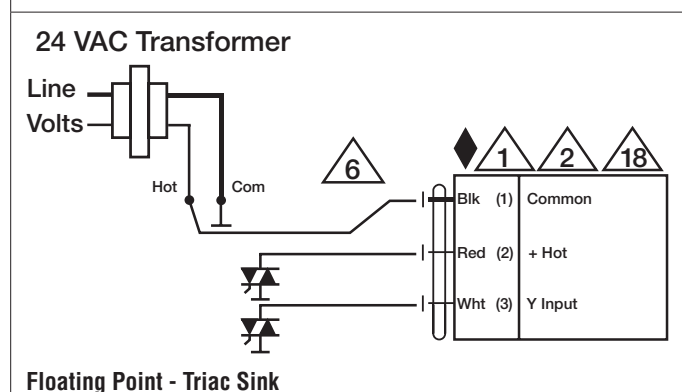 24 VAC Transformer
Line
Volts
Hot
Com
6
1
2
18
Blk (1) Common
Red (2) + Hot
Wht (3) Y Input
Floating Point - Triac Sink